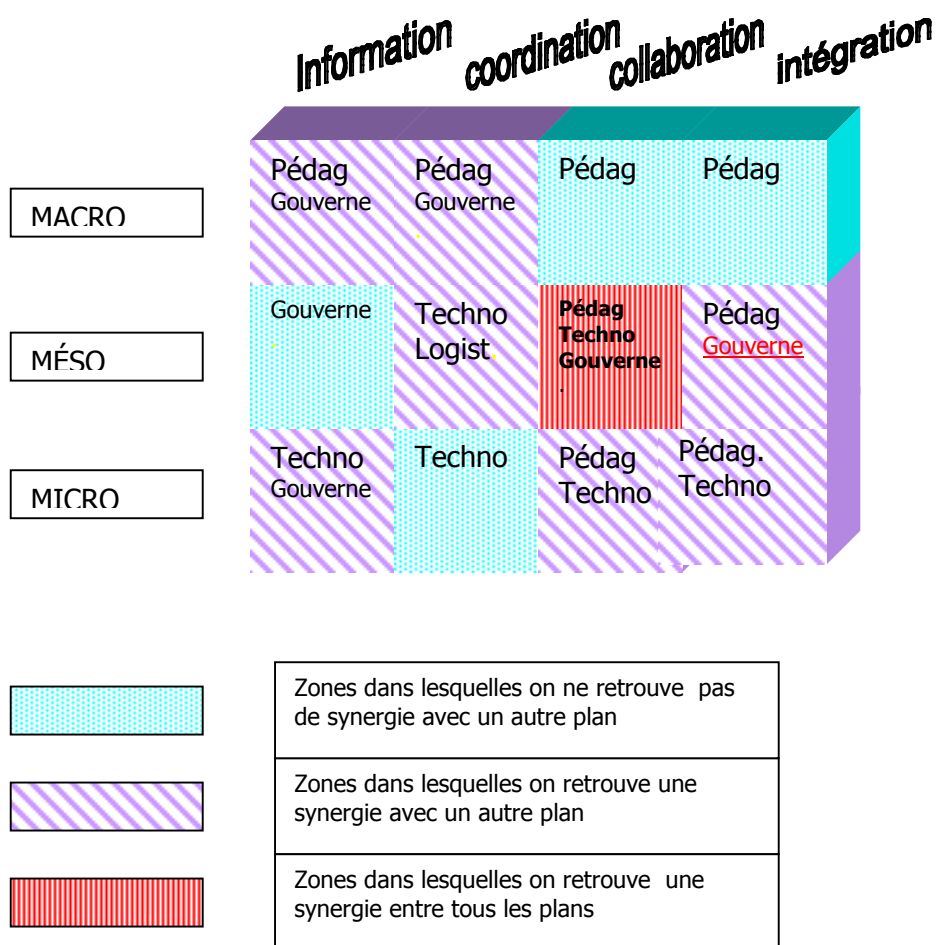 Information
coordination
collaboration
intégration
MACRO
Pédag
Gouverne
Pédag
Gouverne
.
Pédag
Pédag
MÉSO
Gouverne
.
Techno
Logist.
Pédag
Techno
Gouverne
.
Pédag
Gouverne
MICRO
Techno
Gouverne
Techno
Pédag
Techno
Pédag.
Techno
Zones dans lesquelles on ne retrouve pas
de synergie avec un autre plan
Zones dans lesquelles on retrouve une
synergie avec un autre plan
Zones dans lesquelles on retrouve une
synergie entre tous les plans